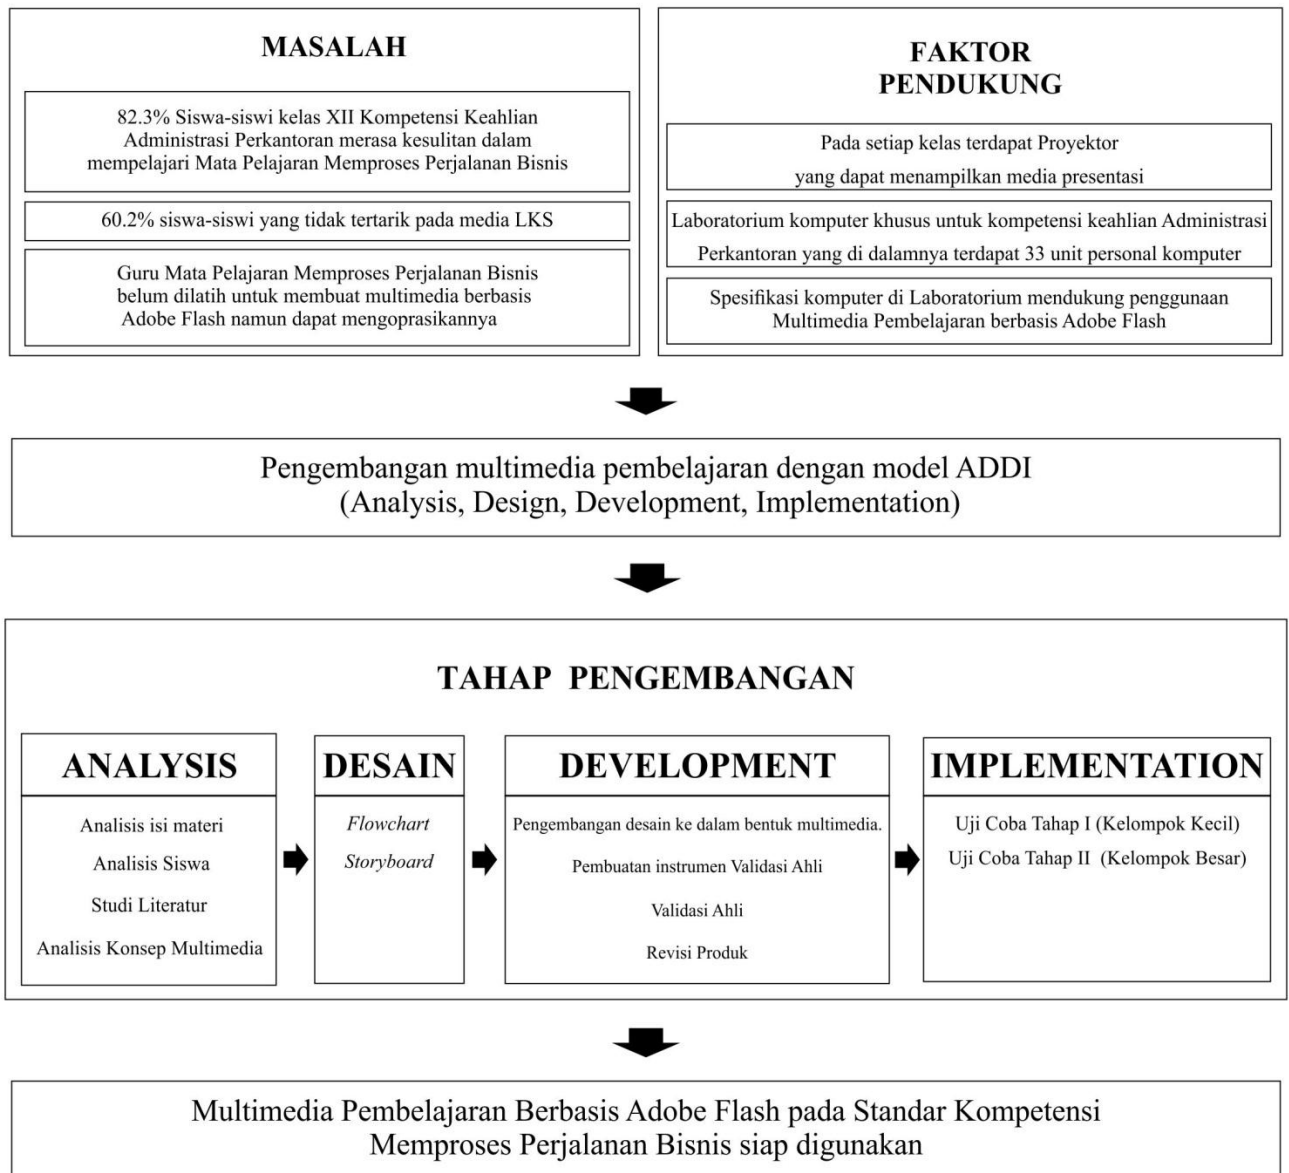 MASALAH
82.3% Siswa-siswi kelas XII Kompetensi Keahlian
Administrasi Perkantoran merasa kesulitan dalam
mempelajari Mata Pelajaran Memproses Perjalanan Bisnis
60.2% siswa-siswi yang tidak tertarik pada media LKS
Guru Mata Pelajaran Memproses Perjalanan Bisnis
belum dilatih untuk membuat multimedia berbasis
Adobe Flash namun dapat mengoprasikannya
FAKTOR
PENDUKUNG
Pada setiap kelas terdapat Proyektor
yang dapat menampilkan media presentasi
Laboratorium komputer khusus untuk kompetensi keahlian Administrasi
Perkantoran yang di dalamnya terdapat 33 unit personal komputer
Spesifikasi komputer di Laboratorium mendukung penggunaan
Multimedia Pembelajaran berbasis Adobe Flash
Pengembangan multimedia pembelajaran dengan model ADDI
(Analysis, Design, Development, Implementation)
TAHAP PENGEMBANGAN
ANALYSIS
Analisis isi materi
Analisis Siswa
Studi Literatur
Analisis Konsep Multimedia
DESAIN
Flowchart
Storyboard
DEVELOPMENT
Pengembangan desain ke dalam bentuk multimedia.
Pembuatan instrumen Validasi Ahli
Validasi Ahli
Revisi Produk
IMPLEMENTATION
Uji Coba Tahap I (Kelompok Kecil)
Uji Coba Tahap II (Kelompok Besar)
Multimedia Pembelajaran Berbasis Adobe Flash pada Standar Kompetensi
Memproses Perjalanan Bisnis siap digunakan